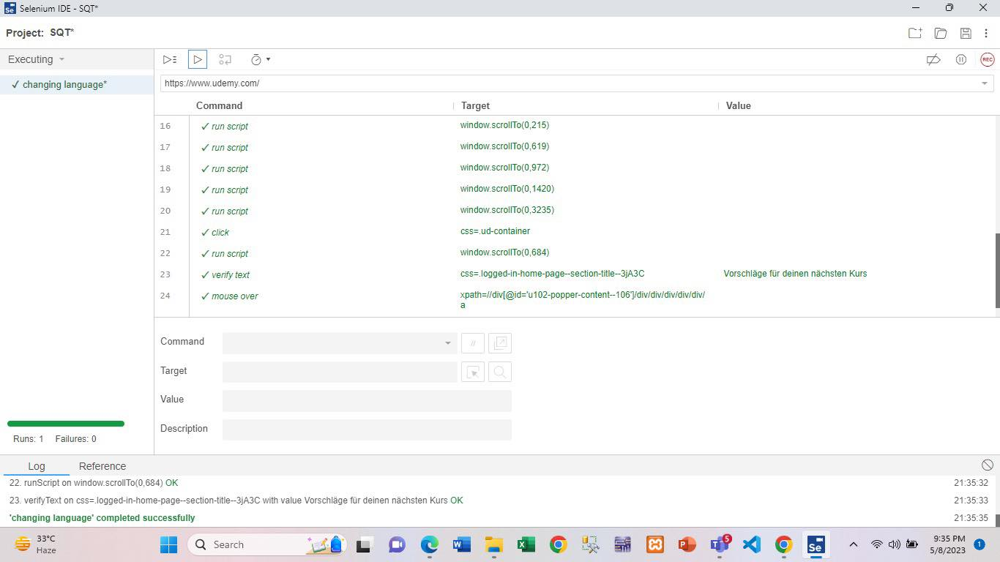 Selenium IDE - SQT*
Project: SQT*
Executing
✓ changing language*
https://www.udemy.com/
Command Target Value
16 ✓ run script window.scrollTo(0,215)
17 ✓ run script window.scrollTo(0,619)
18 ✓ run script window.scrollTo(0,972)
19 ✓ run script window.scrollTo(0,1420)
20 ✓ run script window.scrollTo(0,3235)
21 ✓ click css=.ud-container
22 ✓ run script window.scrollTo(0,684)
23 ✓ verify text css=.logged-in-home-page--section-title--3jA3C Vorschläge für deinen nächsten Kurs
24 ✓ mouse over xpath=//div[@id='u102-popper-content--106']/div/div/div/div/div/
a
Command //
Target
Value
Description
Runs: 1 Failures: 0
Log Reference
22. runScript on window.scrollTo(0,684) OK 21:35:32
23. verifyText on css=.logged-in-home-page--section-title--3jA3C with value Vorschläge für deinen nächsten Kurs OK 21:35:33
'changing language' completed successfully 21:35:35
33°C
Haze
Search
5
Se
9:35 PM
5/8/2023
1
REC